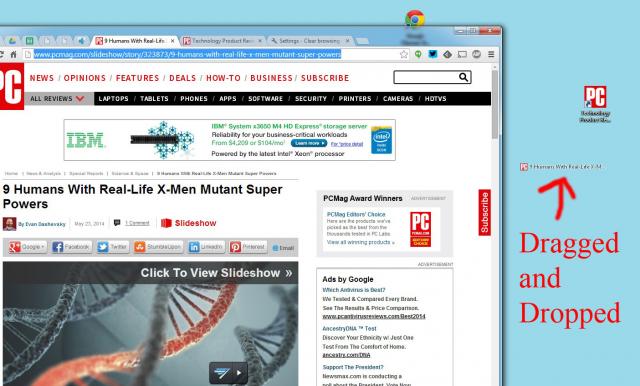 9 Humans With Real-Life
Technology Product Revi
Settings - Clear browsing
www.pcmag.com/slideshow/story/323873/9-humans-with-real-life-x-men-mutant-super-powers
PC
NEWS / OPINIONS / FEATURES / DEALS / HOW-TO / BUSINESS / SUBSCRIBE
ALL REVIEWS
LAPTOPS / TABLETS / PHONES / APPS / SOFTWARE / SECURITY / PRINTERS / CAMERAS / HDTVS
IBM
IBM® System x3650 M4 HD Express* storage server
Reliability for your business-critical workloads
From $4,209 or $104/mo¹
Learn more
For ¹price detail
Powered by the latest Intel® Xeon® processor
intel
Home | News & Analysis | Special Reports | Science & Space | 9 Humans With Real-Life X-Men Mutant Super Powers
9 Humans With Real-Life X-Men Mutant Super
Powers
By Evan Dashevsky
May 23, 2014
1 Comment
Slideshow
Google +
Facebook
Twitter
StumbleUpon
LinkedIn
Pinterest
Email
Click To View Slideshow »
PCMag Award Winners
ADVERTISEMENT
PCMag Editors' Choice
Here are the products we've
picked as the best from the
thousands tested in PC Labs.
View all winning products »
PC
Subscribe
ADVERTISEMENT
Ads by Google
Which Antivirus is Best?
We Tested & Compared Every Brand.
See The Results & Price Comparison.
www.pcantivirusreviews.com/Best2014
AncestryDNA ™ Test
Discover Your Ethnicity w/ Just One
Test From The Comfort of Home.
ancestry.com/DNA
Support The President?
Newsmax.com is conducting a
poll about the President. Vote Now
PC
Technology
Product Re...
9 Humans With Real-Life X-M...
Dragged
and
Dropped